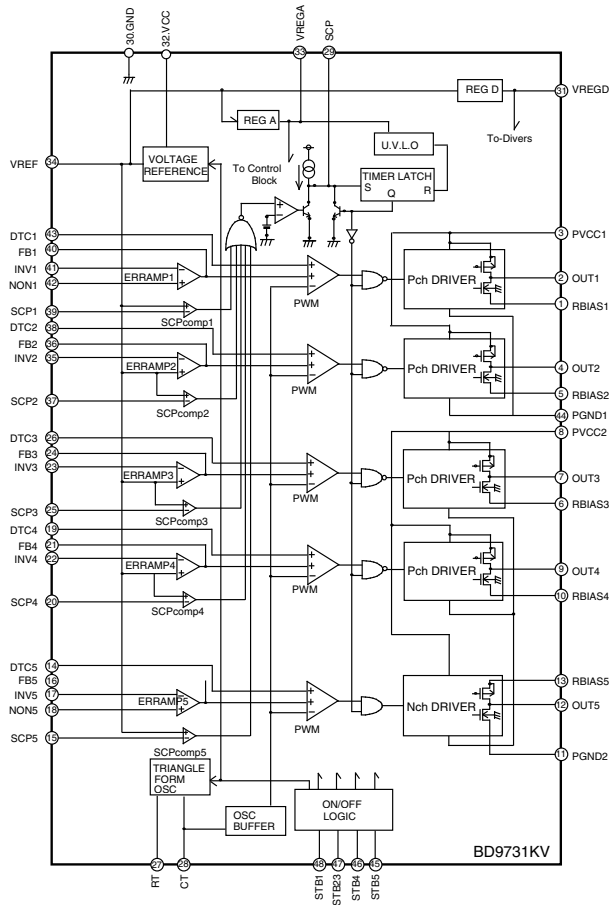 30.GND
32.VCC
VREGA
SCP
33
29
REG D
31
VREGD
REG A
To-Divers
U.V.L.O
VREF
34
VOLTAGE
REFERENCE
To Control
Block
TIMER LATCH
S
Q
R
DTC1
43
FB1
40
INV1
41
NON1
42
ERRAMP1
PWM
SCP1
39
SCPcomp1
Pch DRIVER
3
PVCC1
2
OUT1
1
RBIAS1
DTC2
38
FB2
36
INV2
35
ERRAMP2
PWM
SCP2
37
SCPcomp2
Pch DRIVER
4
OUT2
5
RBIAS2
44
PGND1
8
PVCC2
DTC3
26
FB3
24
INV3
23
ERRAMP3
PWM
SCP3
25
SCPcomp3
Pch DRIVER
7
OUT3
6
RBIAS3
DTC4
19
FB4
21
INV4
22
ERRAMP4
PWM
SCP4
20
SCPcomp4
Pch DRIVER
9
OUT4
10
RBIAS4
DTC5
14
FB5
16
INV5
17
NON5
18
ERRAMP5
PWM
SCP5
15
SCPcomp5
Nch DRIVER
13
RBIAS5
12
OUT5
11
PGND2
TRIANGLE
FORM
OSC
OSC
BUFFER
ON/OFF
LOGIC
27
28
48
47
46
45
RT
CT
STB1
STB23
STB4
STB5
BD9731KV